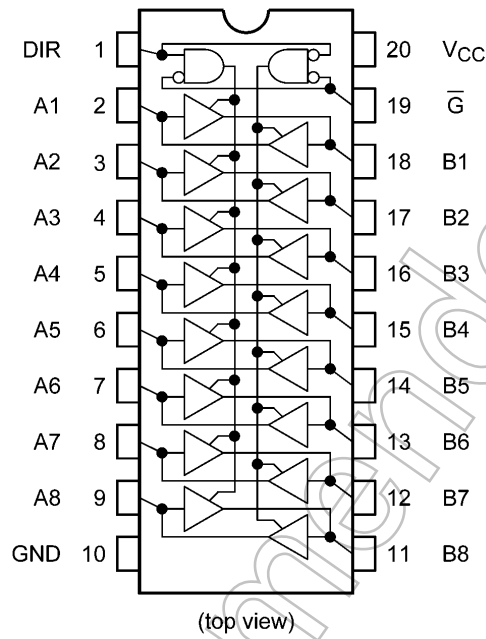 DIR 1 20 VCC
A1 2 19 G̅
A2 3 18 B1
A3 4 17 B2
A4 5 16 B3
A5 6 15 B4
A6 7 14 B5
A7 8 13 B6
A8 9 12 B7
GND 10 11 B8
(top view)
mend